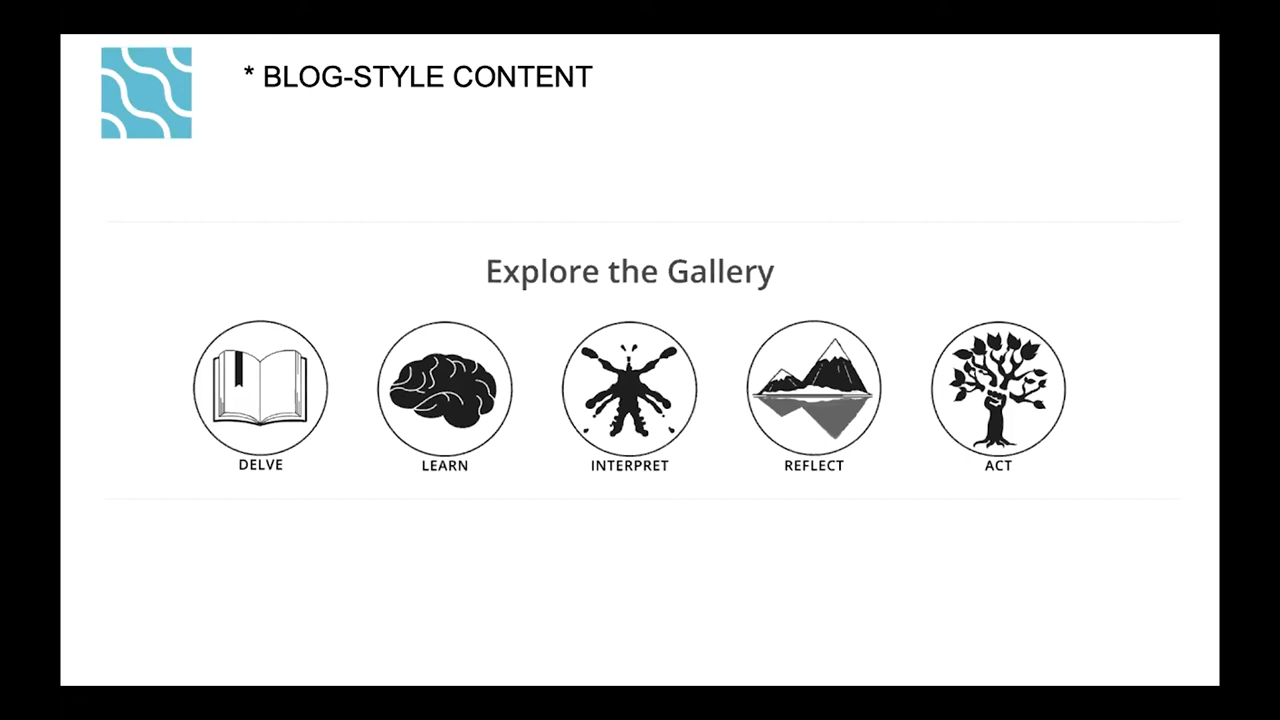 * BLOG-STYLE CONTENT
Explore the Gallery
DELVE
LEARN
INTERPRET
REFLECT
ACT